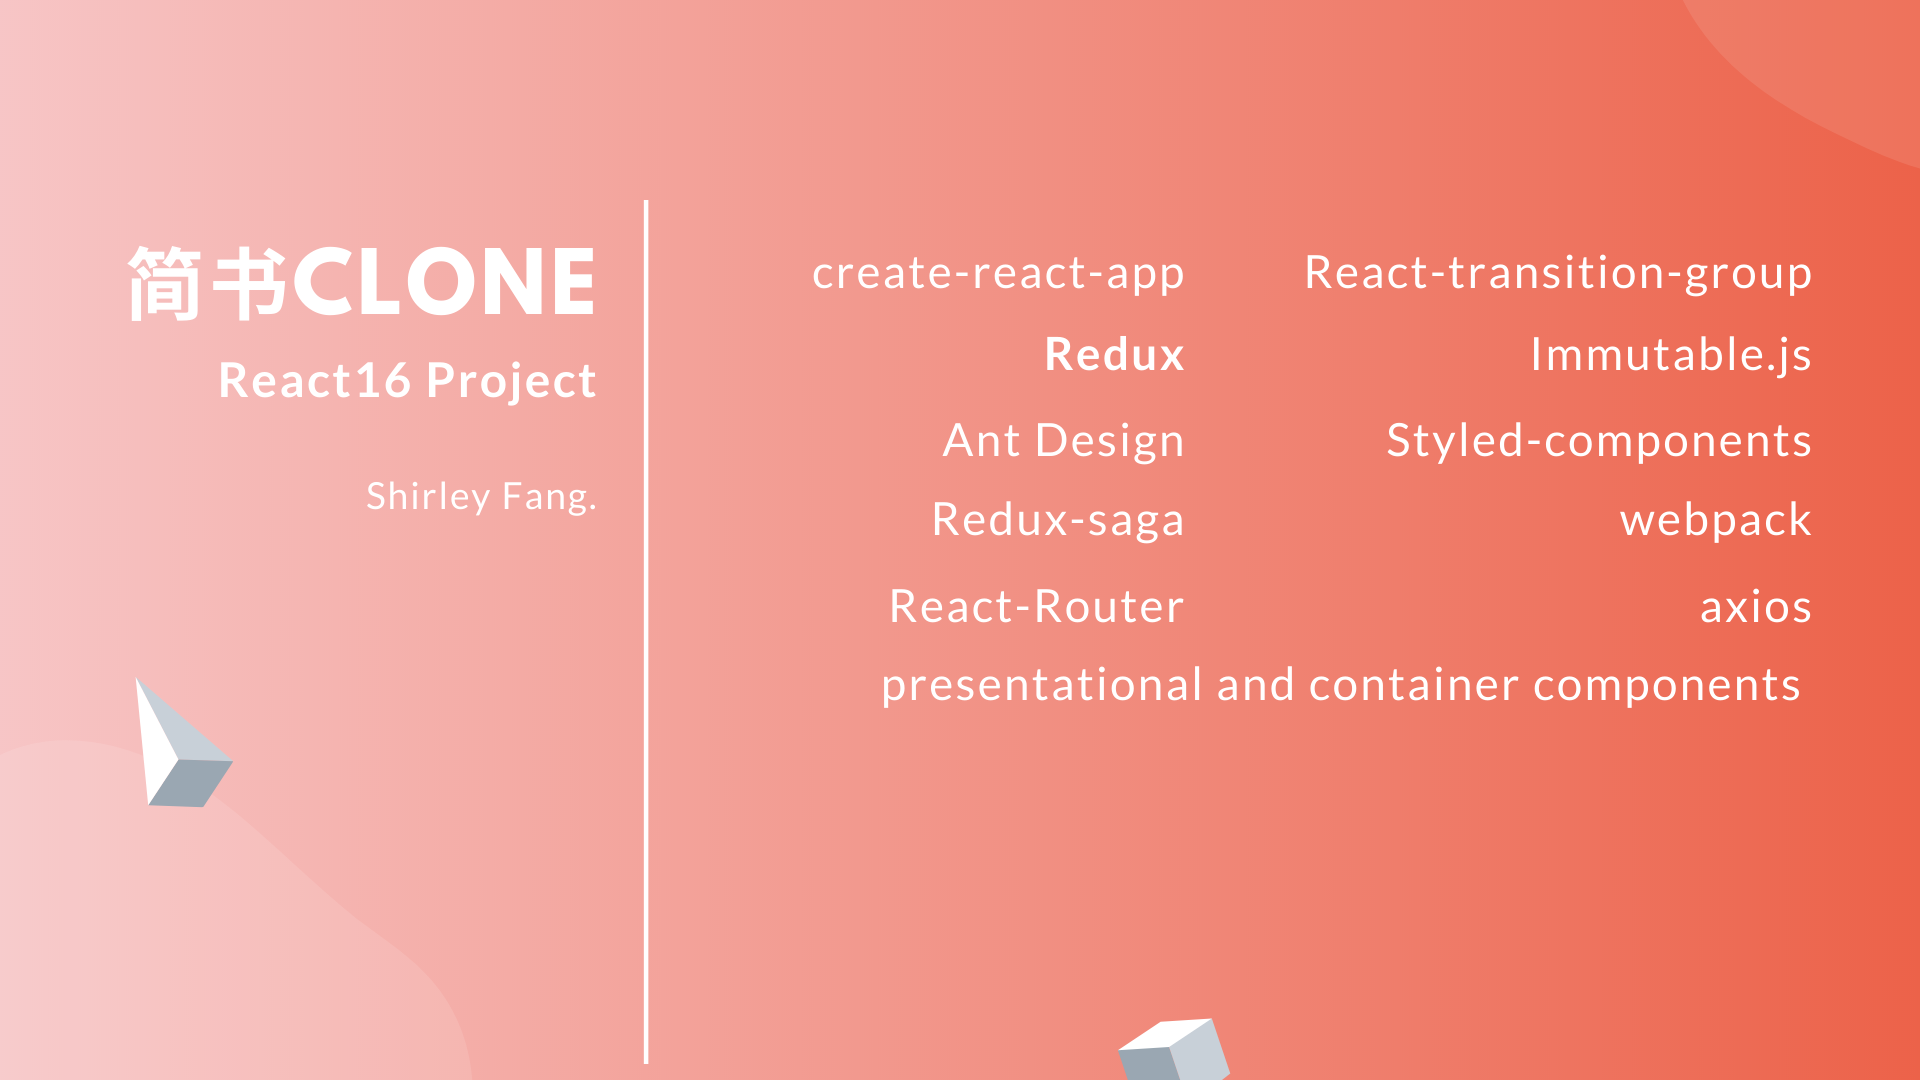 简书CLONE
React16 Project
Shirley Fang.
create-react-app
Redux
Ant Design
Redux-saga
React-Router
React-transition-group
Immutable.js
Styled-components
webpack
axios
presentational and container components